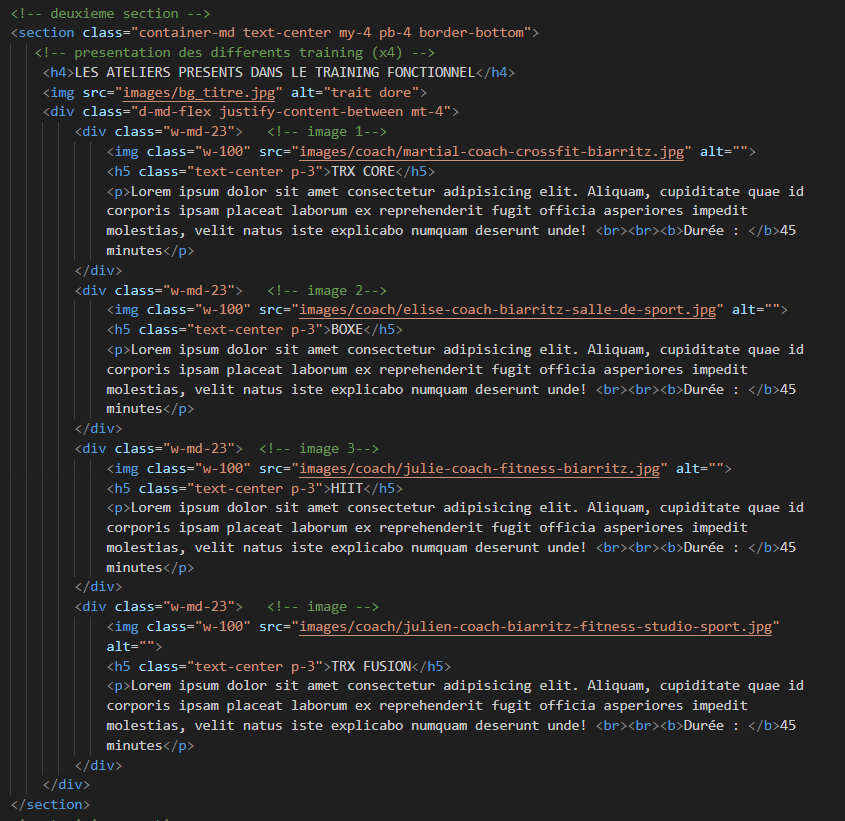 <!-- deuxieme section -->
<section class="container-md text-center my-4 pb-4 border-bottom">
<!-- presentation des differents training (x4) -->
<h4>LES ATELIERS PRESENTS DANS LE TRAINING FONCTIONNEL</h4>
<img src="images/bg_titre.jpg" alt="trait dore">
<div class="d-md-flex justify-content-between mt-4">
<div class="w-md-23">   <!-- image 1-->
<img class="w-100" src="images/coach/martial-coach-crossfit-biarritz.jpg" alt="">
<h5 class="text-center p-3">TRX CORE</h5>
<p>Lorem ipsum dolor sit amet consectetur adipisicing elit. Aliquam, cupiditate quae id
corporis ipsam placeat laborum ex reprehenderit fugit officia asperiores impedit
molestias, velit natus iste explicabo numquam deserunt unde! <br><br><b>Durée : </b>45
minutes</p>
</div>
<div class="w-md-23">   <!-- image 2-->
<img class="w-100" src="images/coach/elise-coach-biarritz-salle-de-sport.jpg" alt="">
<h5 class="text-center p-3">BOXE</h5>
<p>Lorem ipsum dolor sit amet consectetur adipisicing elit. Aliquam, cupiditate quae id
corporis ipsam placeat laborum ex reprehenderit fugit officia asperiores impedit
molestias, velit natus iste explicabo numquam deserunt unde! <br><br><b>Durée : </b>45
minutes</p>
</div>
<div class="w-md-23">  <!-- image 3-->
<img class="w-100" src="images/coach/julie-coach-fitness-biarritz.jpg" alt="">
<h5 class="text-center p-3">HIIT</h5>
<p>Lorem ipsum dolor sit amet consectetur adipisicing elit. Aliquam, cupiditate quae id
corporis ipsam placeat laborum ex reprehenderit fugit officia asperiores impedit
molestias, velit natus iste explicabo numquam deserunt unde! <br><br><b>Durée : </b>45
minutes</p>
</div>
<div class="w-md-23">   <!-- image -->
<img class="w-100" src="images/coach/julien-coach-biarritz-fitness-studio-sport.jpg"
alt="">
<h5 class="text-center p-3">TRX FUSION</h5>
<p>Lorem ipsum dolor sit amet consectetur adipisicing elit. Aliquam, cupiditate quae id
corporis ipsam placeat laborum ex reprehenderit fugit officia asperiores impedit
molestias, velit natus iste explicabo numquam deserunt unde! <br><br><b>Durée : </b>45
minutes</p>
</div>
</div>
</section>